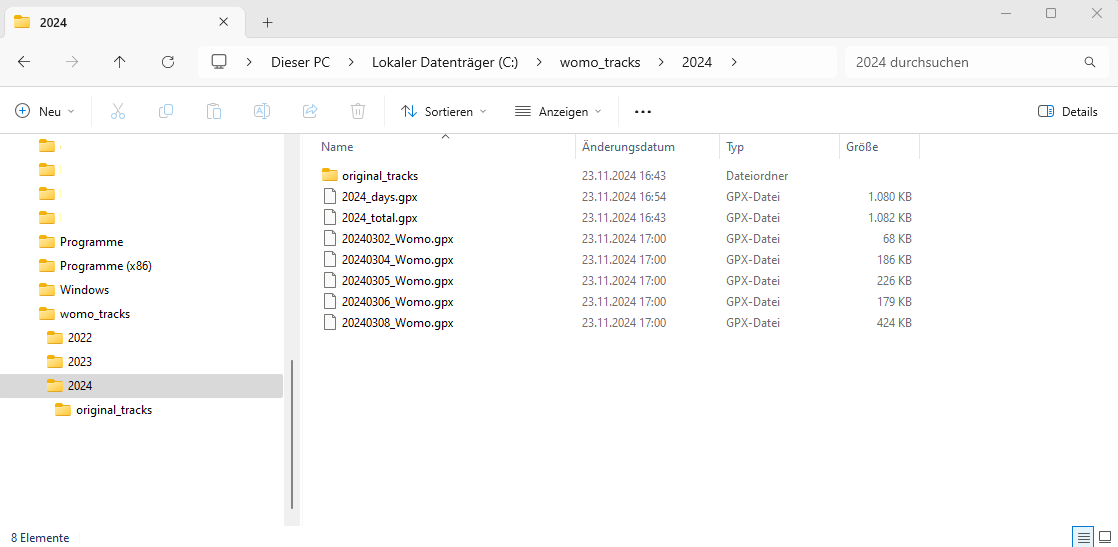 2024
Dieser PC > Lokaler Datenträger (C:) > womo_tracks > 2024 >
2024 durchsuchen
Neu
Sortieren
Anzeigen
Details
Programme
Programme (x86)
Windows
womo_tracks
2022
2023
2024
original_tracks
Name Änderungsdatum Typ Größe
original_tracks 23.11.2024 16:43 Dateiordner
2024_days.gpx 23.11.2024 16:54 GPX-Datei 1.080 KB
2024_total.gpx 23.11.2024 16:43 GPX-Datei 1.082 KB
20240302_Womo.gpx 23.11.2024 17:00 GPX-Datei 68 KB
20240304_Womo.gpx 23.11.2024 17:00 GPX-Datei 186 KB
20240305_Womo.gpx 23.11.2024 17:00 GPX-Datei 226 KB
20240306_Womo.gpx 23.11.2024 17:00 GPX-Datei 179 KB
20240308_Womo.gpx 23.11.2024 17:00 GPX-Datei 424 KB
8 Elemente